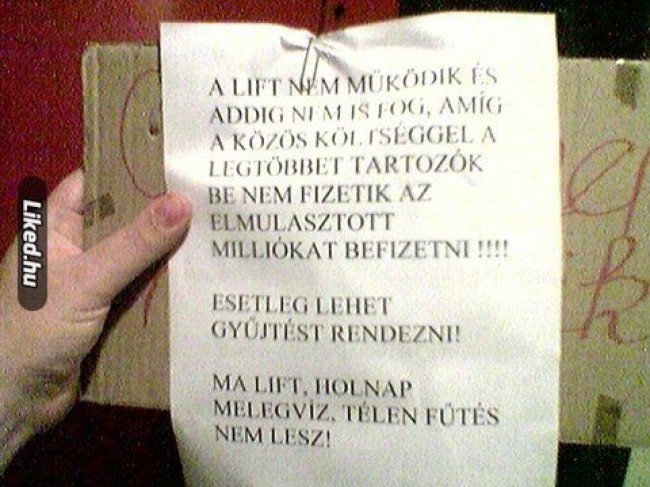 A LIFT NEM MŰKÖDIK ÉS
ADDIG NEM IS FOG, AMÍG
A KÖZÖS KÖLTSÉGGEL A
LEGTÖBBET TARTOZÓK
BE NEM FIZETIK AZ
ELMULASZTOTT
MILLIÓKAT BEFIZETNI !!!!
ESETLEG LEHET
GYŰJTÉST RENDEZNI!
MA LIFT, HOLNAP
MELEGVÍZ, TÉLEN FŰTÉS
NEM LESZ!
Liked.hu